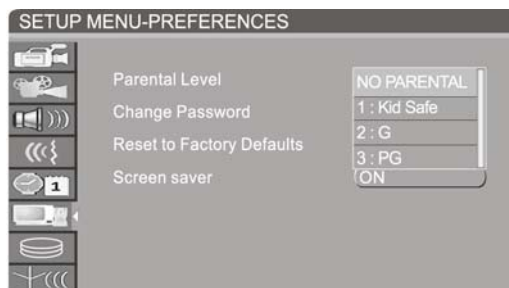 SETUP MENU-PREFERENCES
Parental Level
NO PARENTAL
Change Password
1 : Kid Safe
2 : G
Reset to Factory Defaults
3 : PG
Screen saver
ON
1